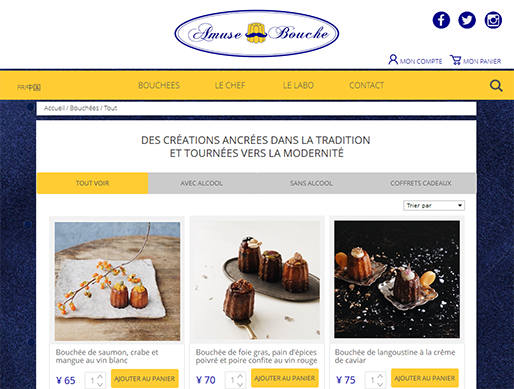 Amuse Bouche
MON COMPTE MON PANIER
FR/中国 BOUCHEES LE CHEF LE LABO CONTACT
Accueil / Bouchées / Tout
DES CRÉATIONS ANCRÉES DANS LA TRADITION
ET TOURNÉES VERS LA MODERNITÉ
TOUT VOIR AVEC ALCOOL SANS ALCOOL COFFRETS CADEAUX
Trier par
Bouchée de saumon, crabe et
mangue au vin blanc
¥ 65 1 AJOUTER AU PANIER
Bouchée de foie gras, pain d'épices
poivré et poire confite au vin rouge
¥ 70 1 AJOUTER AU PANIER
Bouchée de langoustine à la crème
de caviar
¥ 75 1 AJOUTER AU PANIER